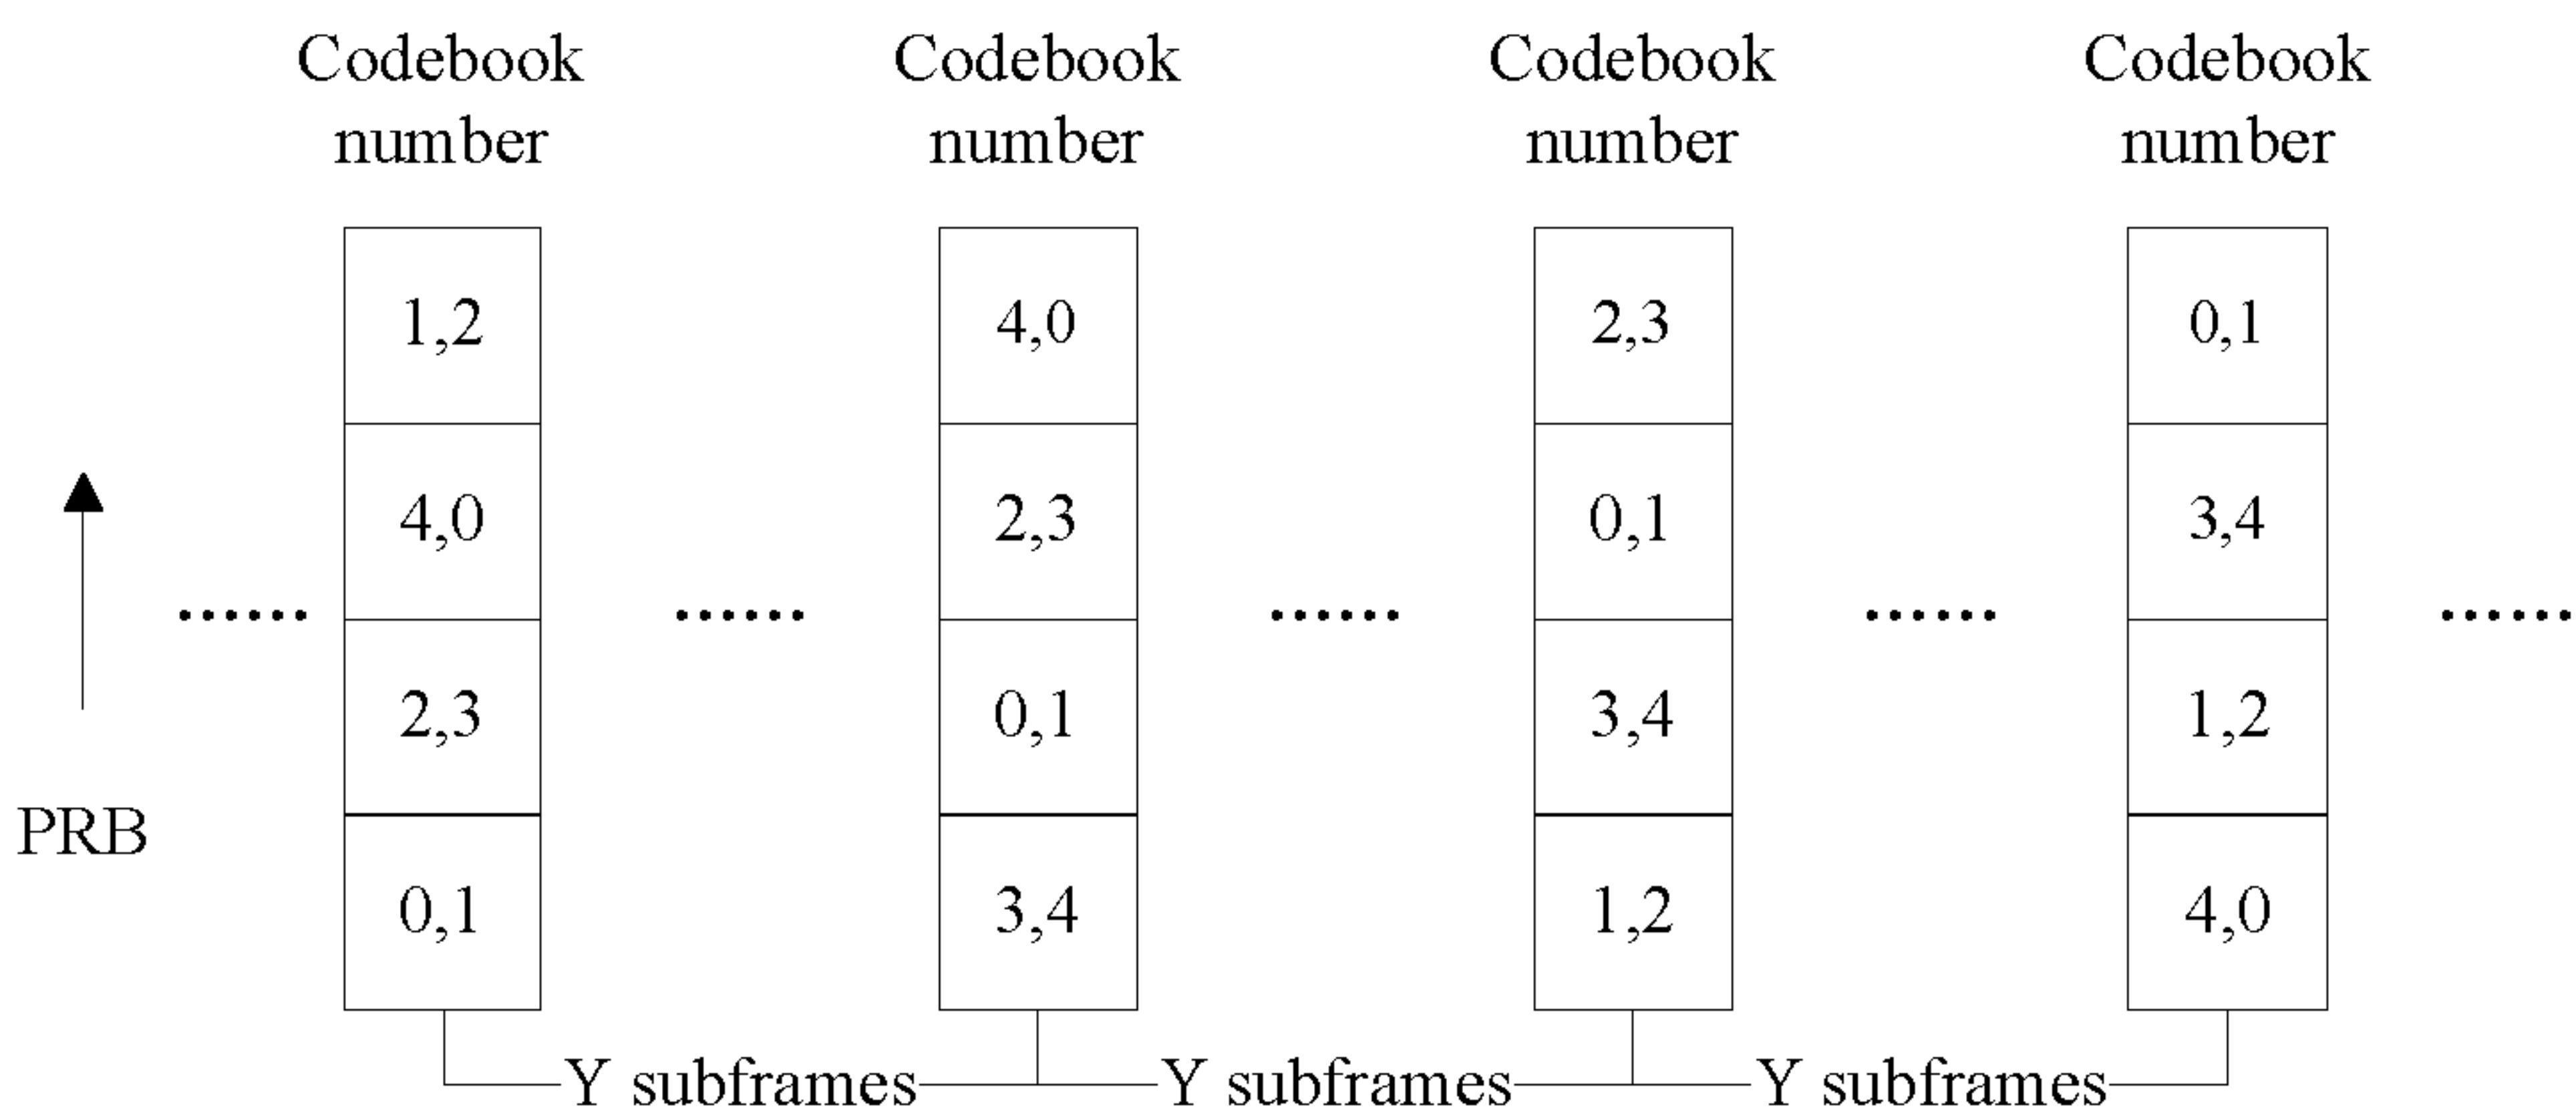 Codebook number
Codebook number
Codebook number
Codebook number
1,2
4,0
2,3
0,1
4,0
2,3
0,1
3,4
2,3
0,1
3,4
1,2
0,1
3,4
1,2
4,0
PRB
Y subframes
Y subframes
Y subframes